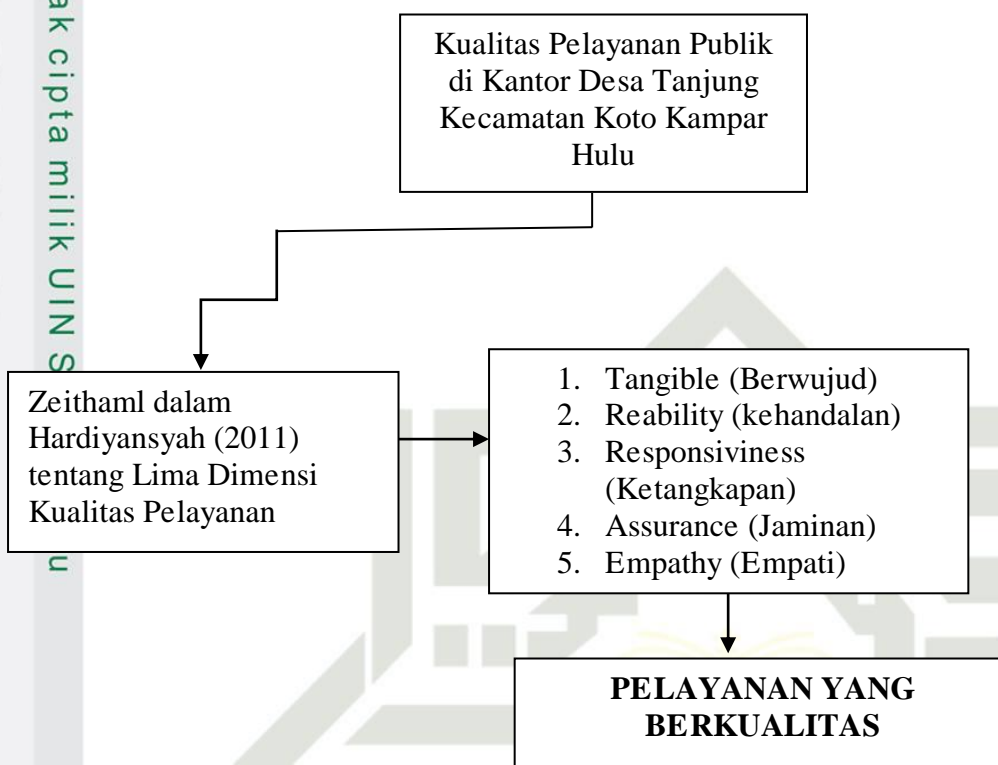 ak cipta milik UIN S
u
Kualitas Pelayanan Publik
di Kantor Desa Tanjung
Kecamatan Koto Kampar
Hulu
Zeithaml dalam
Hardiyansyah (2011)
tentang Lima Dimensi
Kualitas Pelayanan
1. Tangible (Berwujud)
2. Reability (kehandalan)
3. Responsiviness
(Ketangkapan)
4. Assurance (Jaminan)
5. Empathy (Empati)
PELAYANAN YANG
BERKUALITAS